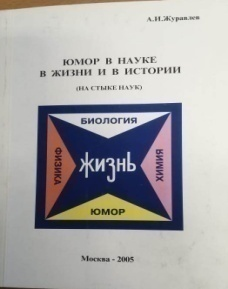 А.И.Журавлев
ЮМОР В НАУКЕ
В ЖИЗНИ И В ИСТОРИИ
(НА СТЫКЕ НАУК)
БИОЛОГИЯ
ФИЗИКА
ЖИЗНЬ
ХИМИЯ
ЮМОР
Москва - 2005